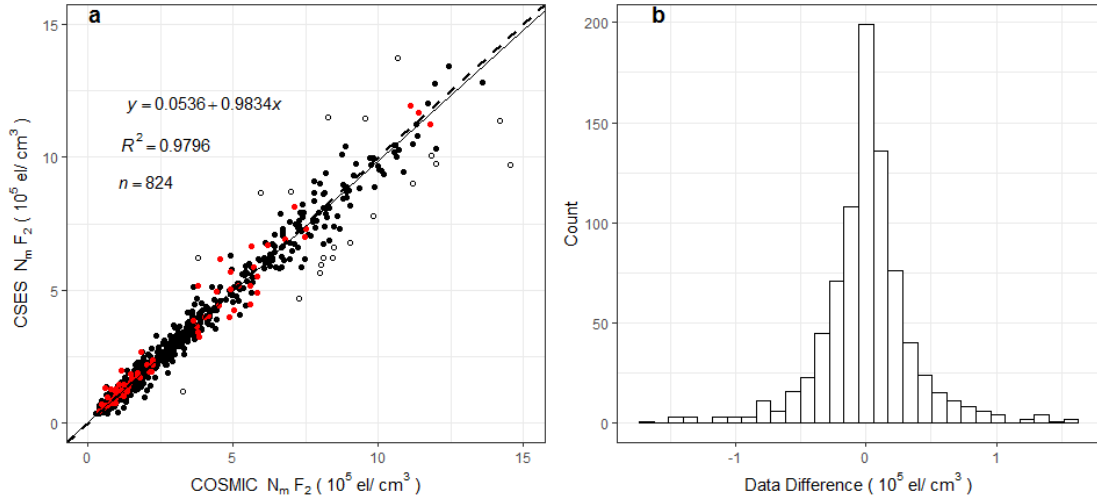 a
y = 0.0536 + 0.9834x
R² = 0.9796
n = 824
15
10
5
0
0 5 10 15
CSES NₘF₂ ( 10⁵ el/ cm³ )
COSMIC NₘF₂ ( 10⁵ el/ cm³ )
b
200
150
100
50
0
-1 0 1
Count
Data Difference ( 10⁵ el/ cm³ )